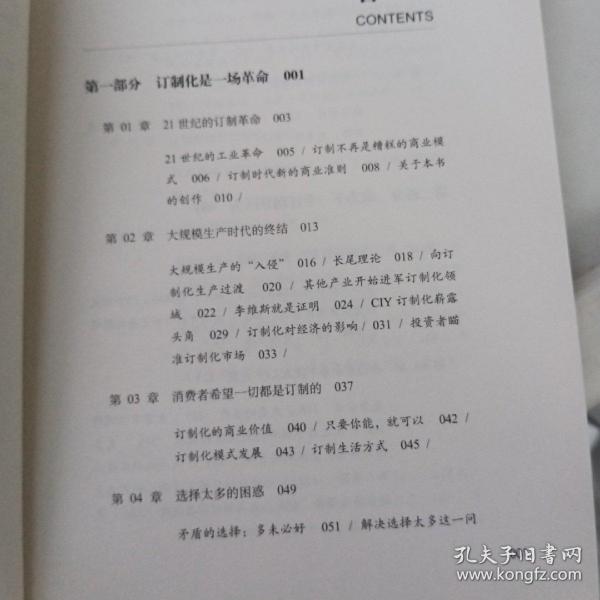 CONTENTS
第一部分 订制化是一场革命 001
第 01 章 21 世纪的订制革命 003
21 世纪的工业革命 005 / 订制不再是糟糕的商业模
式 006 / 订制时代新的商业准则 008 / 关于本书
的创作 010 /
第 02 章 大规模生产时代的终结 013
大规模生产的“入侵” 016 / 长尾理论 018 / 向订
制化生产过渡 020 / 其他产业开始进军订制化领
域 022 / 李维斯就是证明 024 / CIY 订制化崭露
头角 029 / 订制化对经济的影响 / 031 / 投资者瞄
准订制化市场 033 /
第 03 章 消费者希望一切都是订制的 037
订制化的商业价值 040 / 只要你能，就可以 042 /
订制化模式发展 043 / 订制生活方式 045 /
第 04 章 选择太多的困惑 049
矛盾的选择：多未必好 051 / 解决选择太多这一问
孔夫子旧书网
www.kongfz.com